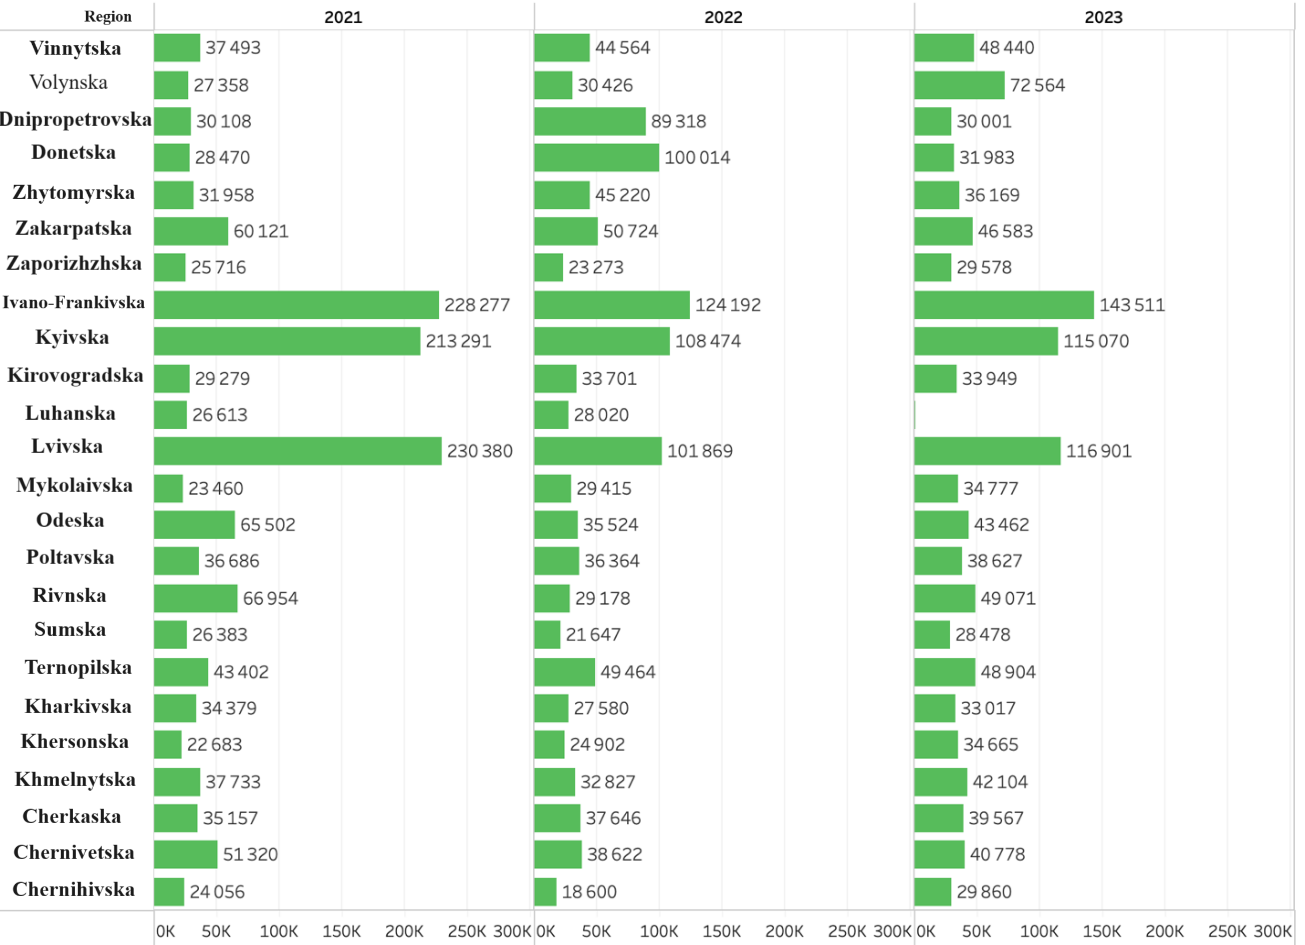 Region 2021 2022 2023
Vinnytska 37 493 44 564 48 440
Volynska 27 358 30 426 72 564
Dnipropetrovska 30 108 89 318 30 001
Donetska 28 470 100 014 31 983
Zhytomyrska 31 958 45 220 36 169
Zakarpatska 60 121 50 724 46 583
Zaporizhzhska 25 716 23 273 29 578
Ivano-Frankivska 228 277 124 192 143 511
Kyivska 213 291 108 474 115 070
Kirovogradska 29 279 33 701 33 949
Luhanska 26 613 28 020
Lvivska 230 380 101 869 116 901
Mykolaivska 23 460 29 415 34 777
Odeska 65 502 35 524 43 462
Poltavska 36 686 36 364 38 627
Rivnska 66 954 29 178 49 071
Sumska 26 383 21 647 28 478
Ternopilska 43 402 49 464 48 904
Kharkivska 34 379 27 580 33 017
Khersonska 22 683 24 902 34 665
Khmelnytska 37 733 32 827 42 104
Cherkaska 35 157 37 646 39 567
Chernivetska 51 320 38 622 40 778
Chernihivska 24 056 18 600 29 860
0K 50K 100K 150K 200K 250K 300K 0K 50K 100K 150K 200K 250K 300K 0K 50K 100K 150K 200K 250K 300K